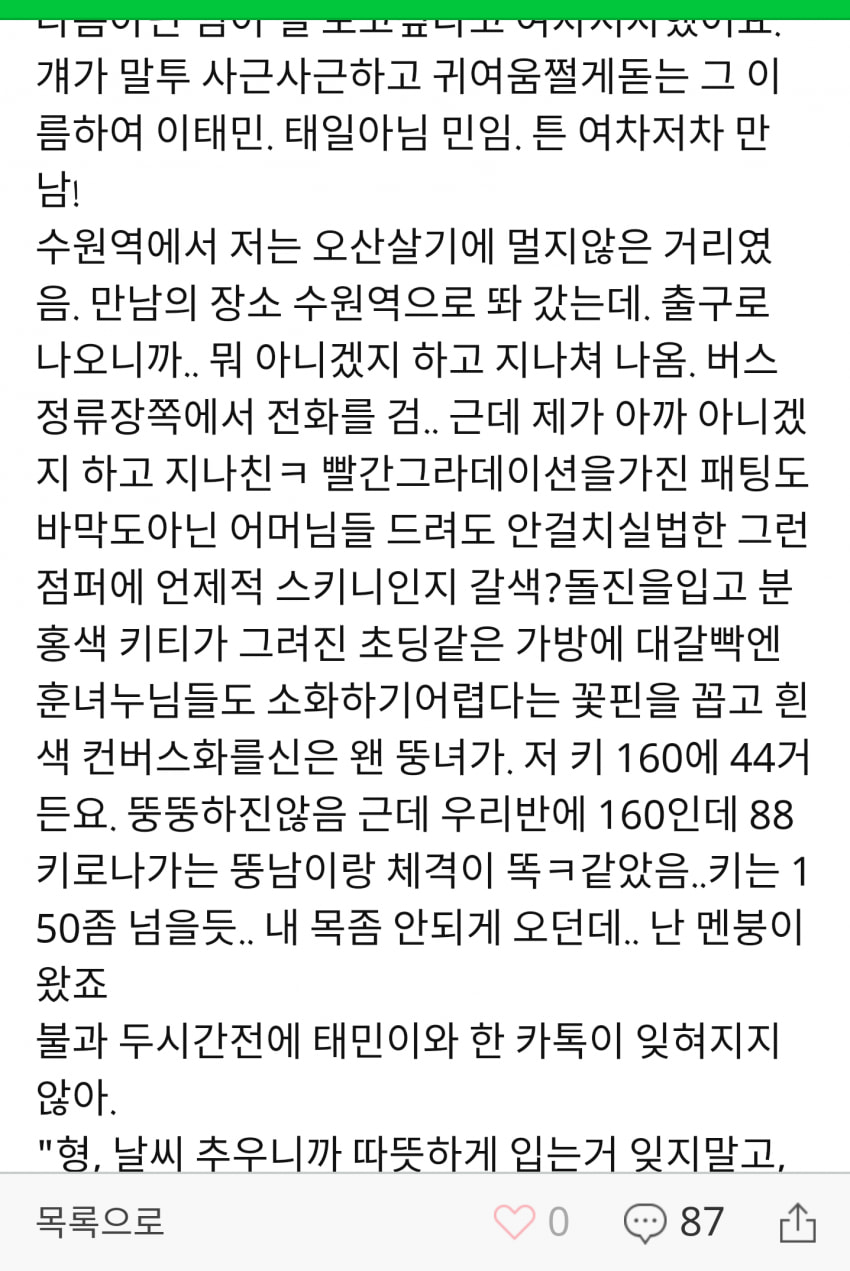 걔가 말투 사근사근하고 귀여움쩔게돋는 그 이
름하여 이태민. 태일아님 민임. 튼 여차저차 만
남!
수원역에서 저는 오산살기에 멀지않은 거리였
음. 만남의 장소 수원역으로 똬 갔는데. 출구로
나오니까.. 뭐 아니겠지 하고 지나쳐 나옴. 버스
정류장쪽에서 전화를 검.. 근데 제가 아까 아니겠
지 하고 지나친ㅋ 빨간그라데이션을가진 패팅도
바막도아닌 어머님들 드려도 안걸치실법한 그런
점퍼에 언제적 스키니인지 갈색?돌진을입고 분
홍색 키티가 그려진 초딩같은 가방에 대갈빡엔
훈녀누님들도 소화하기어렵다는 꽃핀을 꼽고 흰
색 컨버스화를신은 왠 뚱녀가. 저 키 160에 44거
든요. 뚱뚱하진않음 근데 우리반에 160인데 88
키로나가는 뚱남이랑 체격이 똑ㅋ같았음..키는 1
50좀 넘을듯.. 내 목좀 안되게 오던데.. 난 멘붕이
왔죠
불과 두시간전에 태민이와 한 카톡이 잊혀지지
않아.
"형, 날씨 추우니까 따뜻하게 입는거 잊지말고,
목록으로 0 87